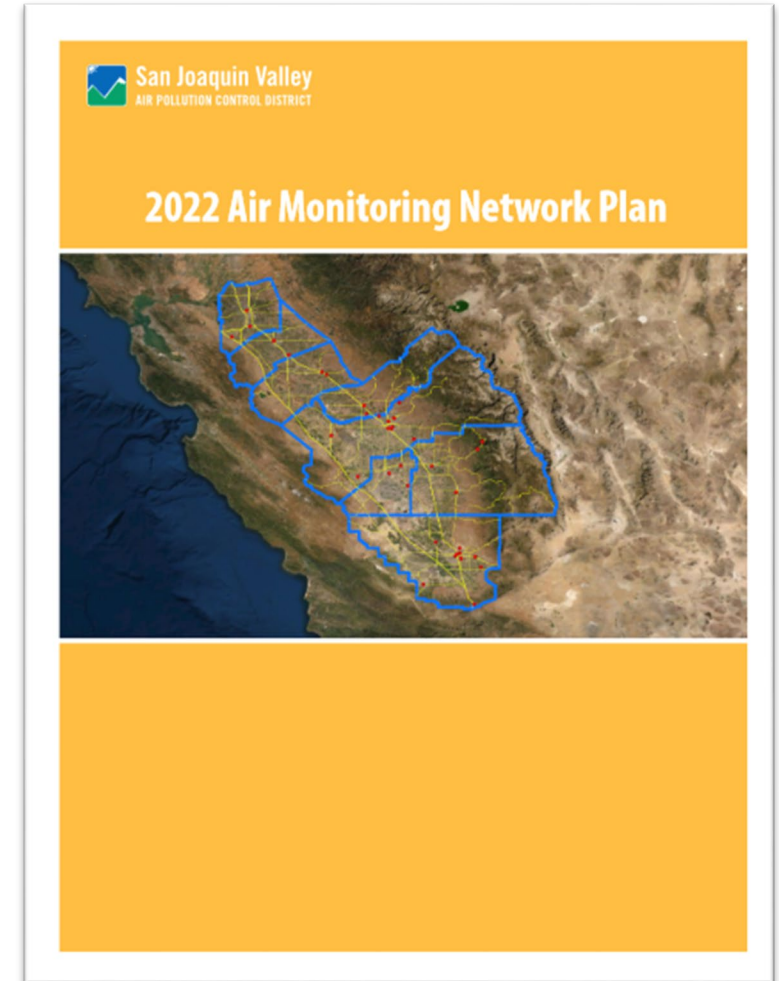 San Joaquin Valley
AIR POLLUTION CONTROL DISTRICT
2022 Air Monitoring Network Plan